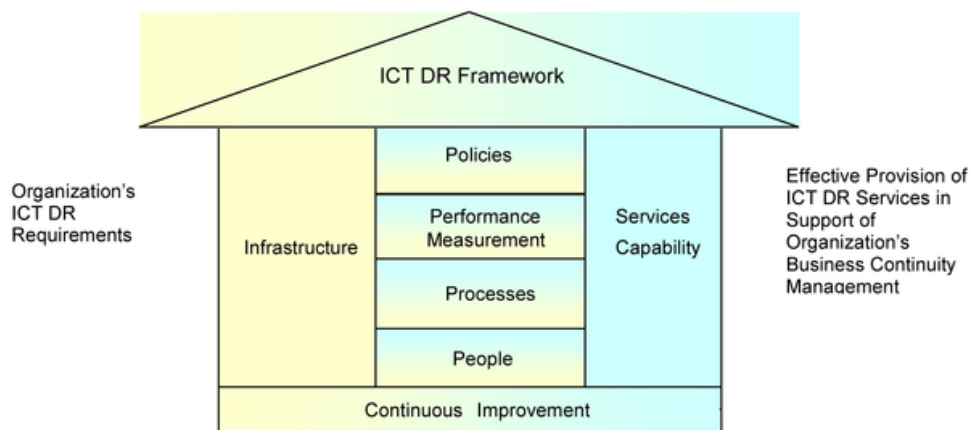 ICT DR Framework
Organization's
ICT DR
Requirements
Infrastructure
Policies
Performance
Measurement
Processes
People
Services
Capability
Continuous Improvement
Effective Provision of
ICT DR Services in
Support of
Organization's
Business Continuity
Management